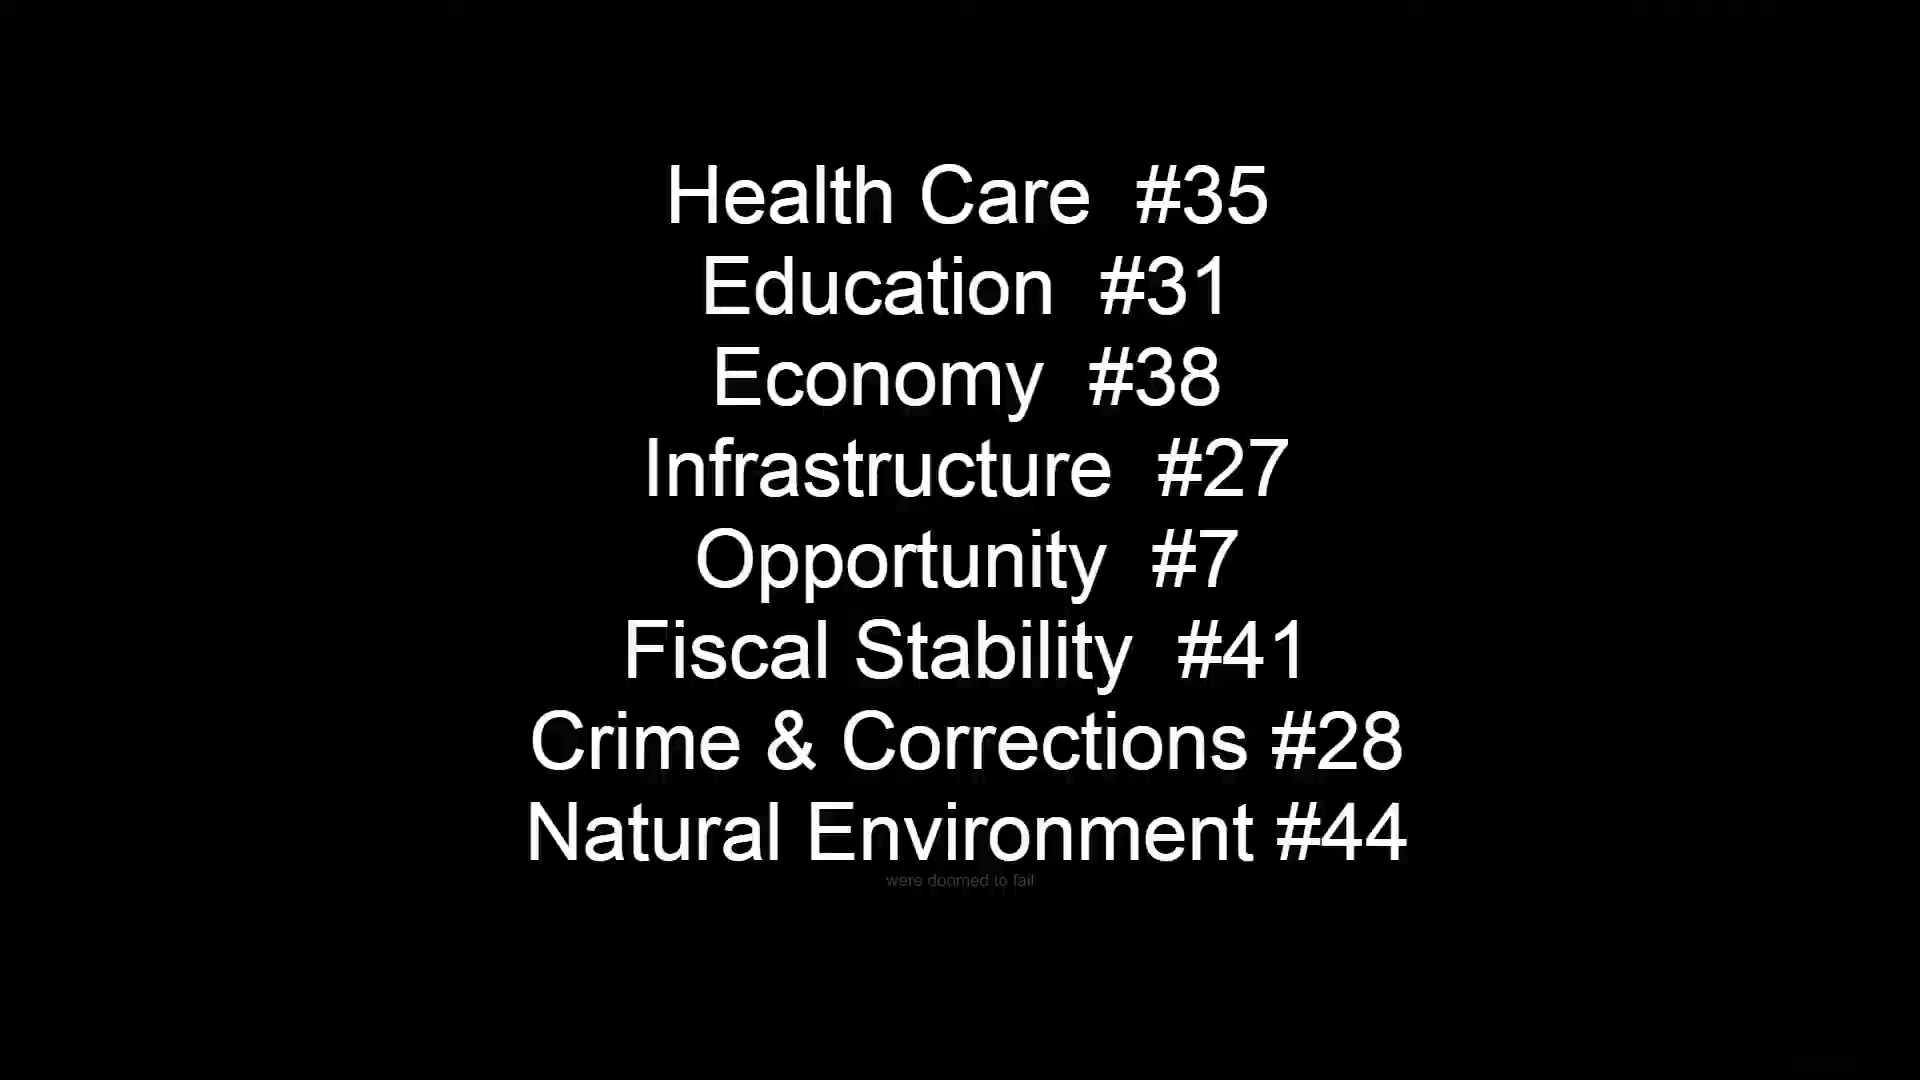 Health Care  #35
Education  #31
Economy  #38
Infrastructure  #27
Opportunity  #7
Fiscal Stability  #41
Crime & Corrections #28
Natural Environment #44
were doomed to fail